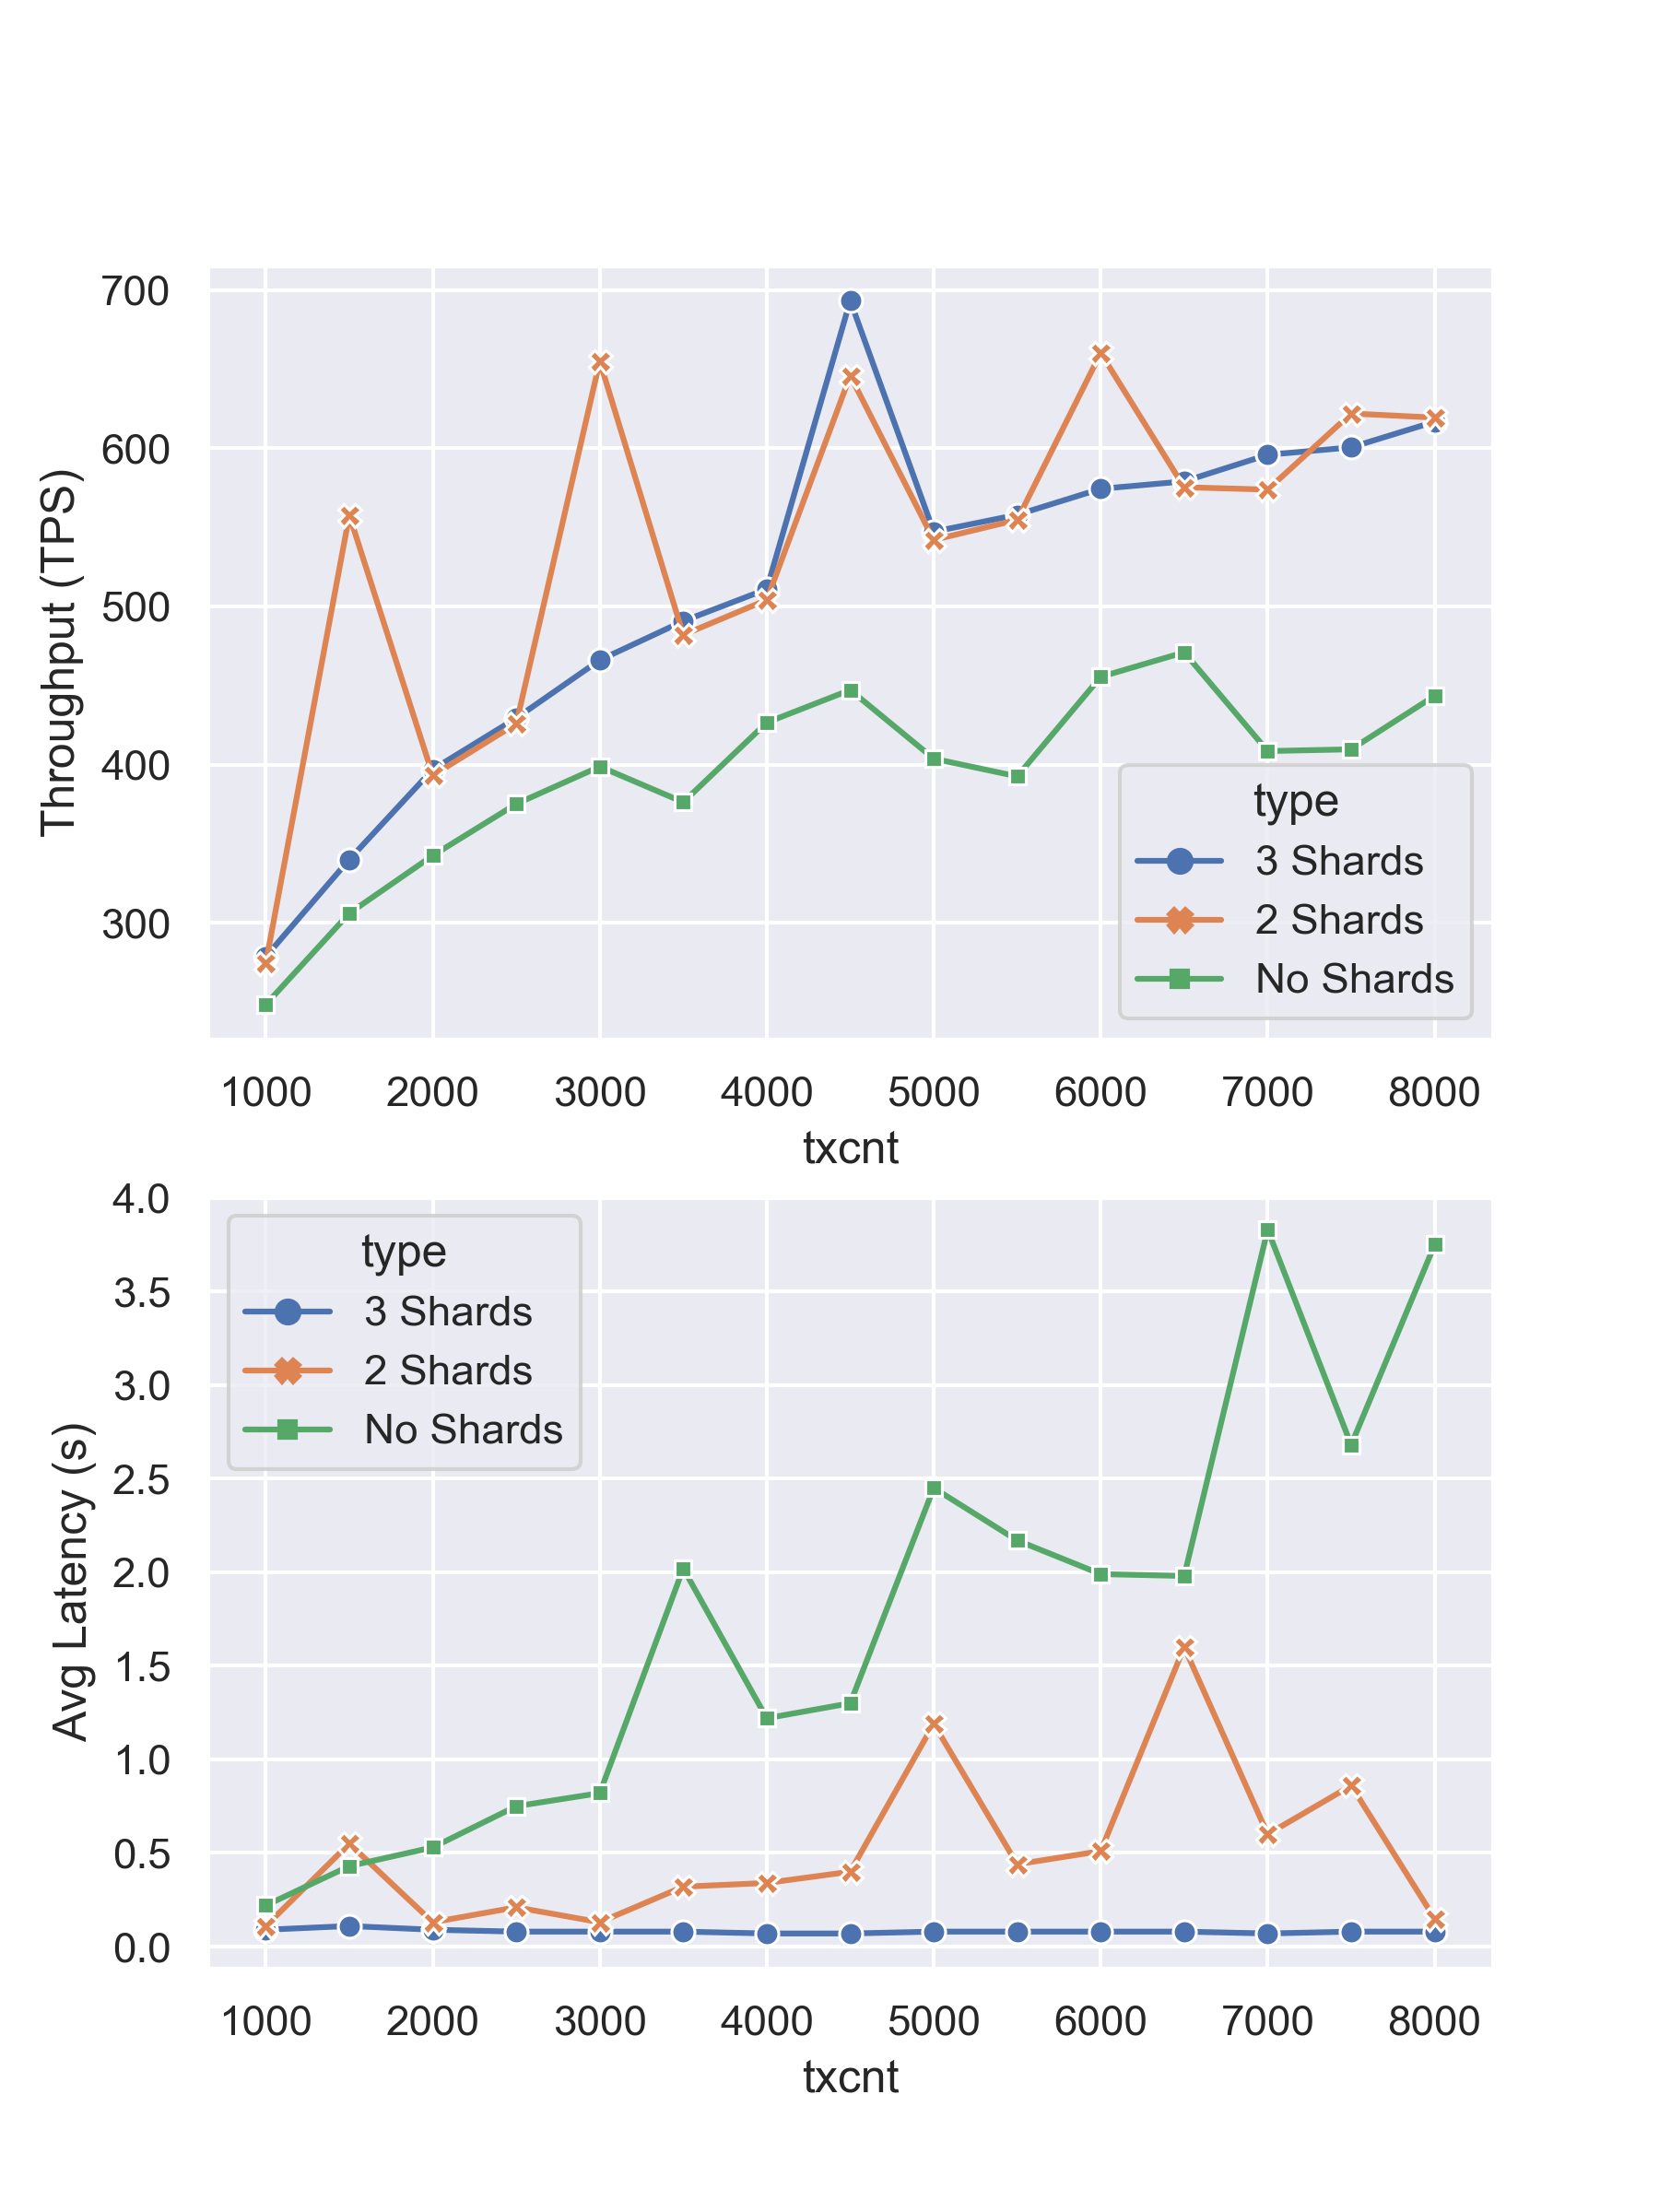 700
600
500
400
300
Throughput (TPS)
type
3 Shards
2 Shards
No Shards
1000 2000 3000 4000 5000 6000 7000 8000
txcnt
4.0
3.5
3.0
2.5
2.0
1.5
1.0
0.5
0.0
Avg Latency (s)
type
3 Shards
2 Shards
No Shards
1000 2000 3000 4000 5000 6000 7000 8000
txcnt